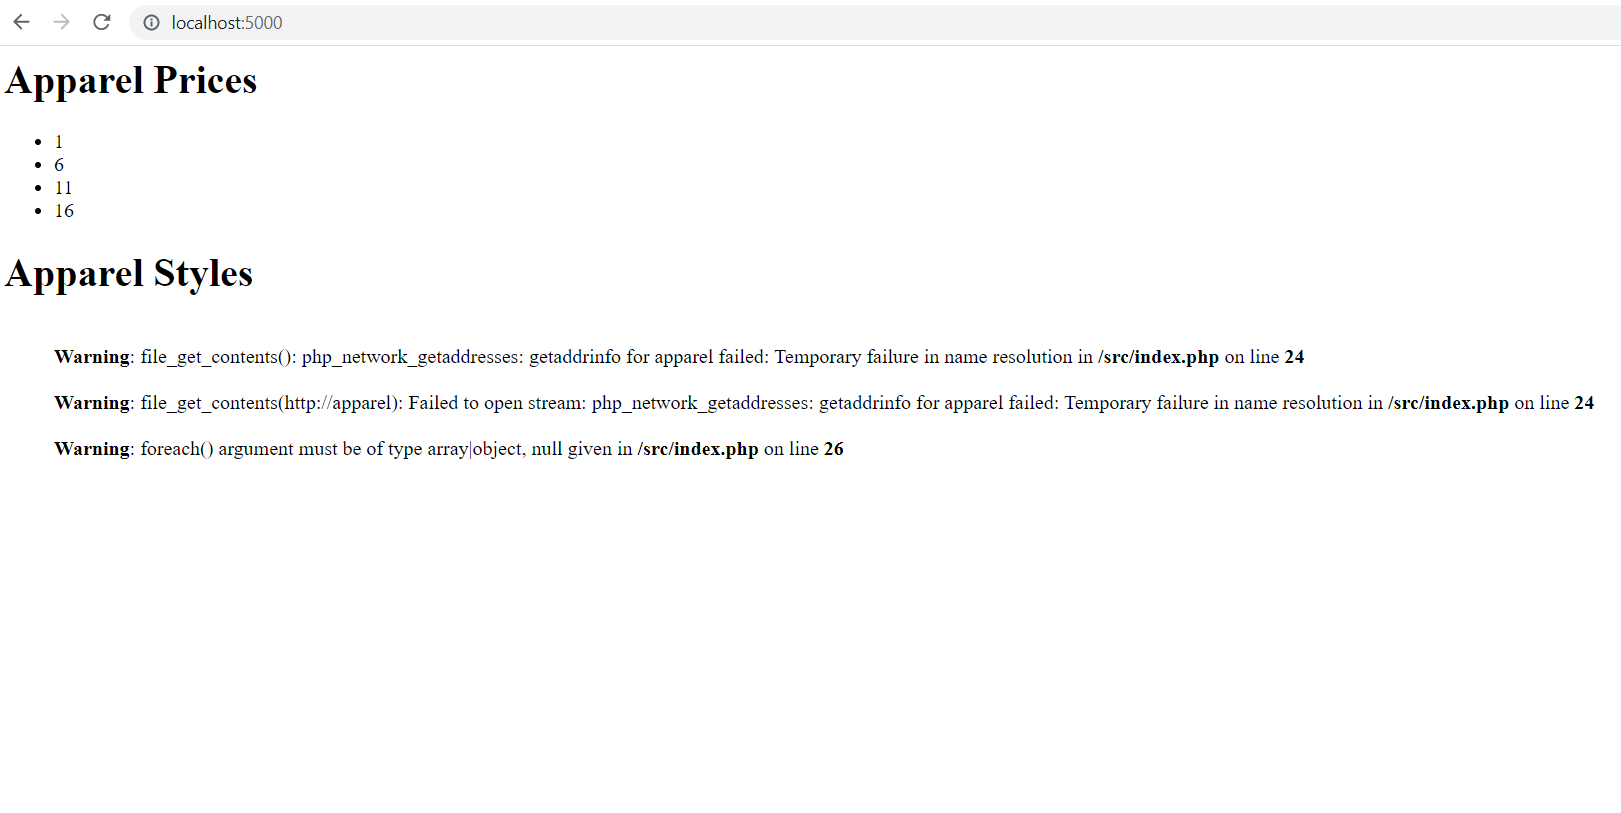 localhost:5000
Apparel Prices
1
6
11
16
Apparel Styles
Warning: file_get_contents(): php_network_getaddresses: getaddrinfo for apparel failed: Temporary failure in name resolution in /src/index.php on line 24
Warning: file_get_contents(http://apparel): Failed to open stream: php_network_getaddresses: getaddrinfo for apparel failed: Temporary failure in name resolution in /src/index.php on line 24
Warning: foreach() argument must be of type array|object, null given in /src/index.php on line 26